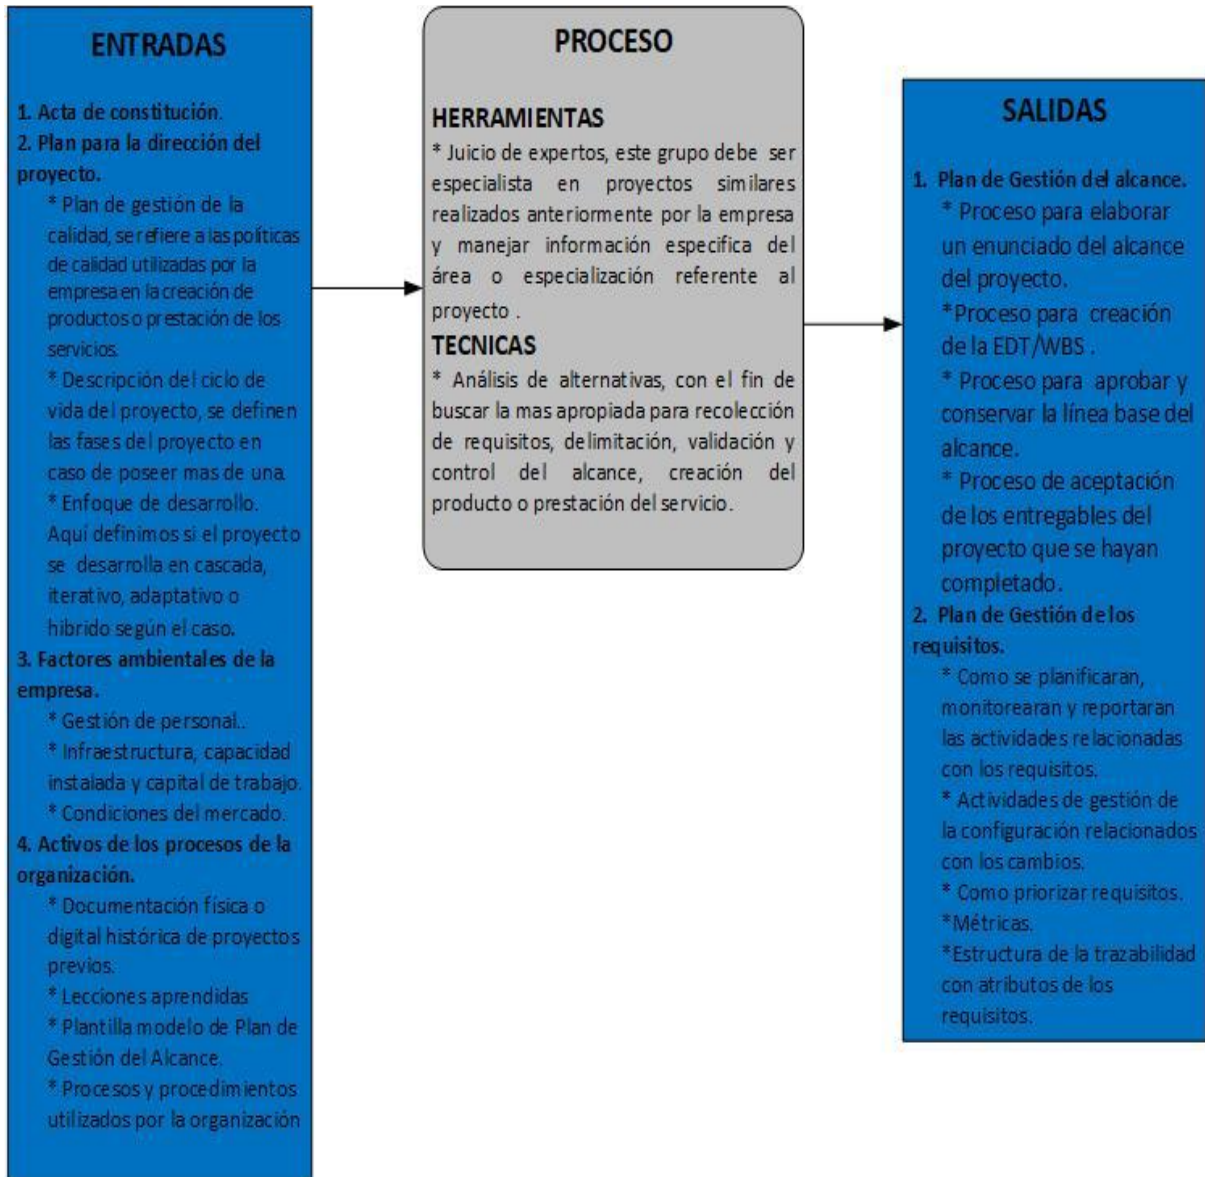 ENTRADAS
1. Acta de constitución.
2. Plan para la dirección del
proyecto.
* Plan de gestión de la
calidad, se refiere a las políticas
de calidad utilizadas por la
empresa en la creación de
productos o prestación de los
servicios.
* Descripción del ciclo de
vida del proyecto, se definen
las fases del proyecto en
caso de poseer mas de una.
* Enfoque de desarrollo.
Aquí definimos si el proyecto
se desarrolla en cascada,
iterativo, adaptativo o
hibrido según el caso.
3. Factores ambientales de la
empresa.
* Gestión de personal..
* Infraestructura, capacidad
instalada y capital de trabajo.
* Condiciones del mercado.
4. Activos de los procesos de la
organización.
* Documentación física o
digital histórica de proyectos
previos.
* Lecciones aprendidas
* Plantilla modelo de Plan de
Gestión del Alcance.
* Procesos y procedimientos
utilizados por la organización
PROCESO
HERRAMIENTAS
* Juicio de expertos, este grupo debe ser
especialista en proyectos similares
realizados anteriormente por la empresa
y manejar información especifica del
área o especialización referente al
proyecto .
TECNICAS
* Análisis de alternativas, con el fin de
buscar la mas apropiada para recolección
de requisitos, delimitación, validación y
control del alcance, creación del
producto o prestación del servicio.
SALIDAS
1. Plan de Gestión del alcance.
* Proceso para elaborar
un enunciado del alcance
del proyecto.
*Proceso para creación
de la EDT/WBS .
* Proceso para aprobar y
conservar la línea base del
alcance.
* Proceso de aceptación
de los entregables del
proyecto que se hayan
completado.
2. Plan de Gestión de los
requisitos.
* Como se planificaran,
monitorearan y reportaran
las actividades relacionadas
con los requisitos.
* Actividades de gestión de
la configuración relacionados
con los cambios.
* Como priorizar requisitos.
*Métricas.
*Estructura de la trazabilidad
con atributos de los
requisitos.